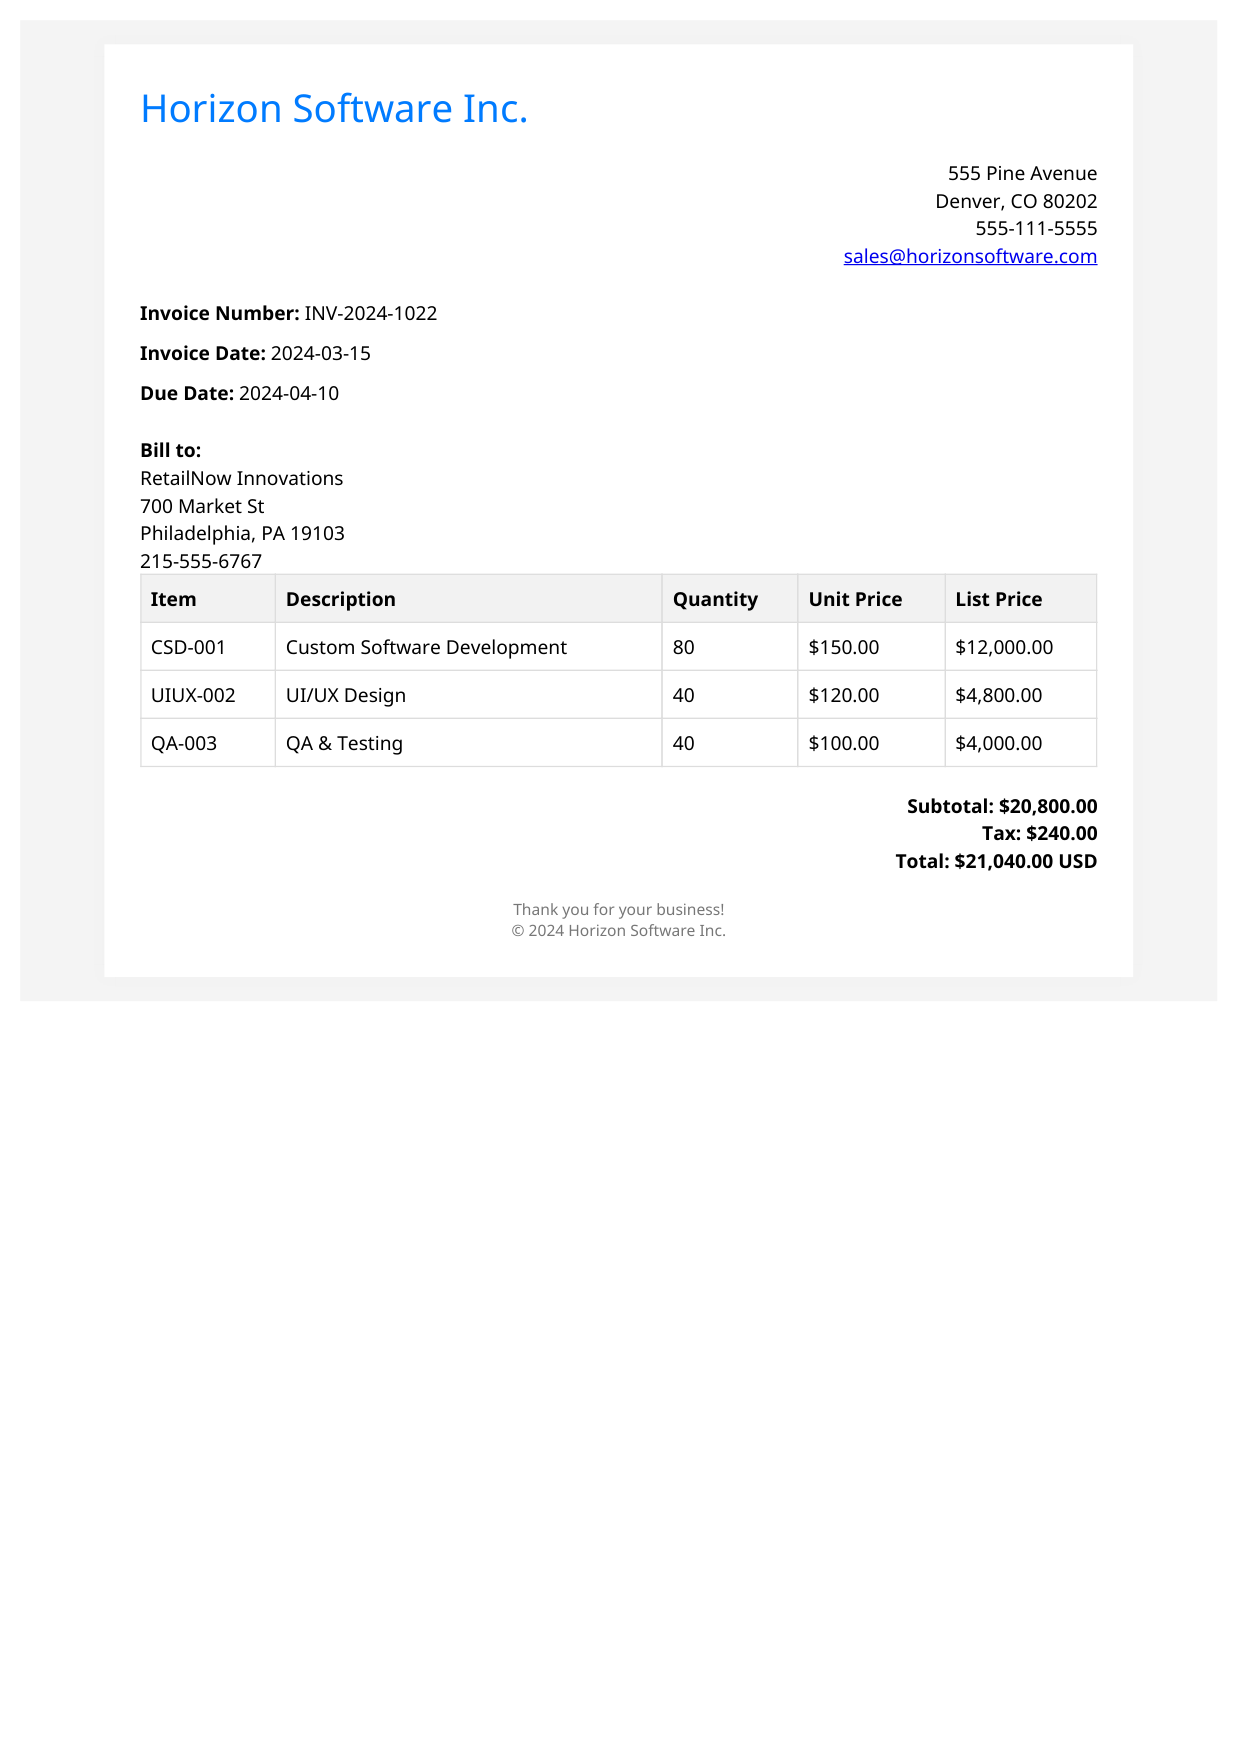 Horizon Software Inc.
555 Pine Avenue
Denver, CO 80202
555-111-5555
sales@horizonsoftware.com
Invoice Number: INV-2024-1022
Invoice Date: 2024-03-15
Due Date: 2024-04-10
Bill to:
RetailNow Innovations
700 Market St
Philadelphia, PA 19103
215-555-6767
Item Description Quantity Unit Price List Price
CSD-001 Custom Software Development 80 $150.00 $12,000.00
UIUX-002 UI/UX Design 40 $120.00 $4,800.00
QA-003 QA & Testing 40 $100.00 $4,000.00
Subtotal: $20,800.00
Tax: $240.00
Total: $21,040.00 USD
Thank you for your business!
© 2024 Horizon Software Inc.